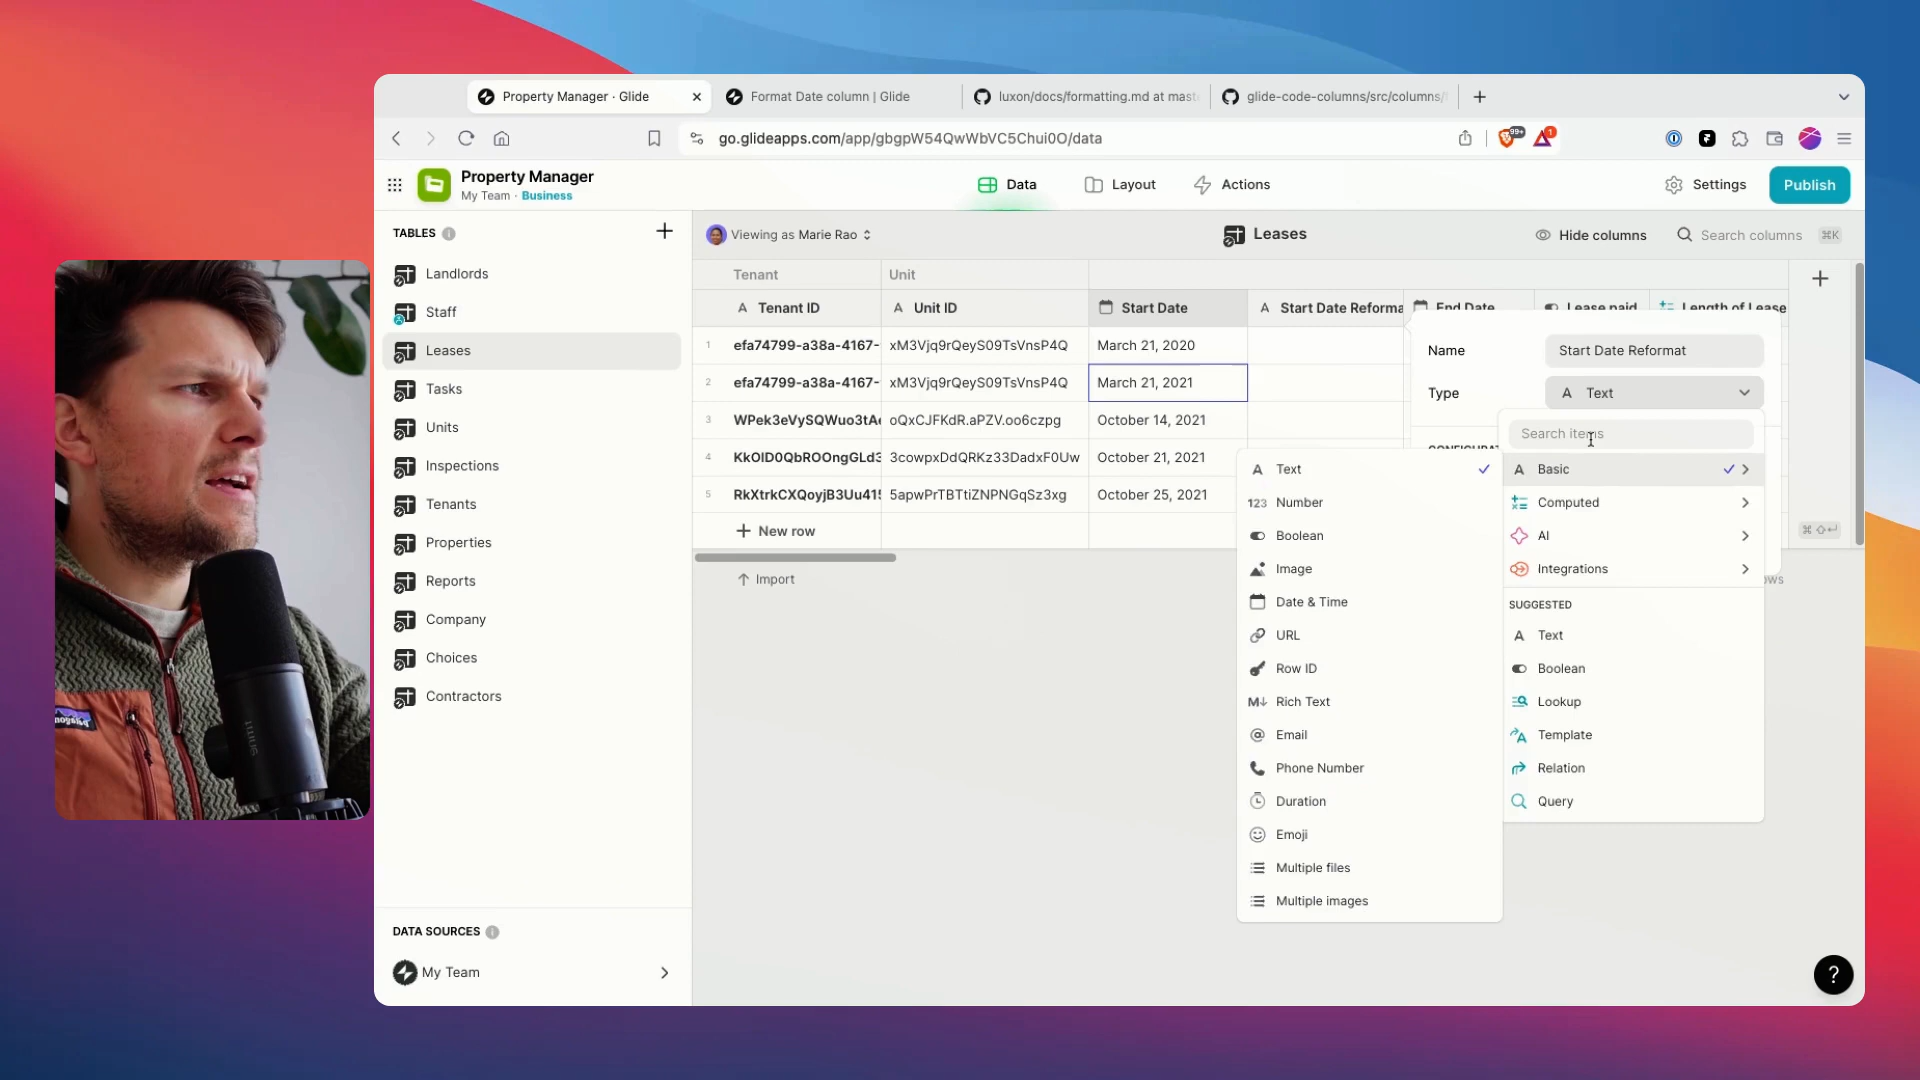 Property Manager · Glide
Format Date column | Glide
luxon/docs/formatting.md at mast
glide-code-columns/src/columns/
go.glideapps.com/app/gbgpW54QwWbVC5Chui0O/data
99+
1
Property Manager
My Team · Business
Data
Layout
Actions
Settings
Publish
TABLES
Landlords
Staff
Leases
Tasks
Units
Inspections
Tenants
Properties
Reports
Company
Choices
Contractors
DATA SOURCES
My Team
Viewing as Marie Rao
Leases
Hide columns
Search columns
⌘K
Tenant
Unit
Tenant ID
Unit ID
Start Date
Start Date Reforma
End Date
Lease paid
Length of Lease
1 efa74799-a38a-4167- xM3Vjq9rQeyS09TsVnsP4Q March 21, 2020
2 efa74799-a38a-4167- xM3Vjq9rQeyS09TsVnsP4Q March 21, 2021
3 WPek3eVySQWuo3tA oQxCJFKdR.aPZV.oo6czpg October 14, 2021
4 KkOlD0QbROOngGLd3 3cowpxDdQRKz33DadxF0Uw October 21, 2021
5 RkXtrkCXQoyjB3Uu415 5apwPrTBTtiZNPNGqSz3xg October 25, 2021
New row
Import
Name
Start Date Reformat
Type
Text
Search items
Basic
Computed
AI
Integrations
SUGGESTED
Text
Boolean
Lookup
Template
Relation
Query
Text
Number
Boolean
Image
Date & Time
URL
Row ID
Rich Text
Email
Phone Number
Duration
Emoji
Multiple files
Multiple images
?